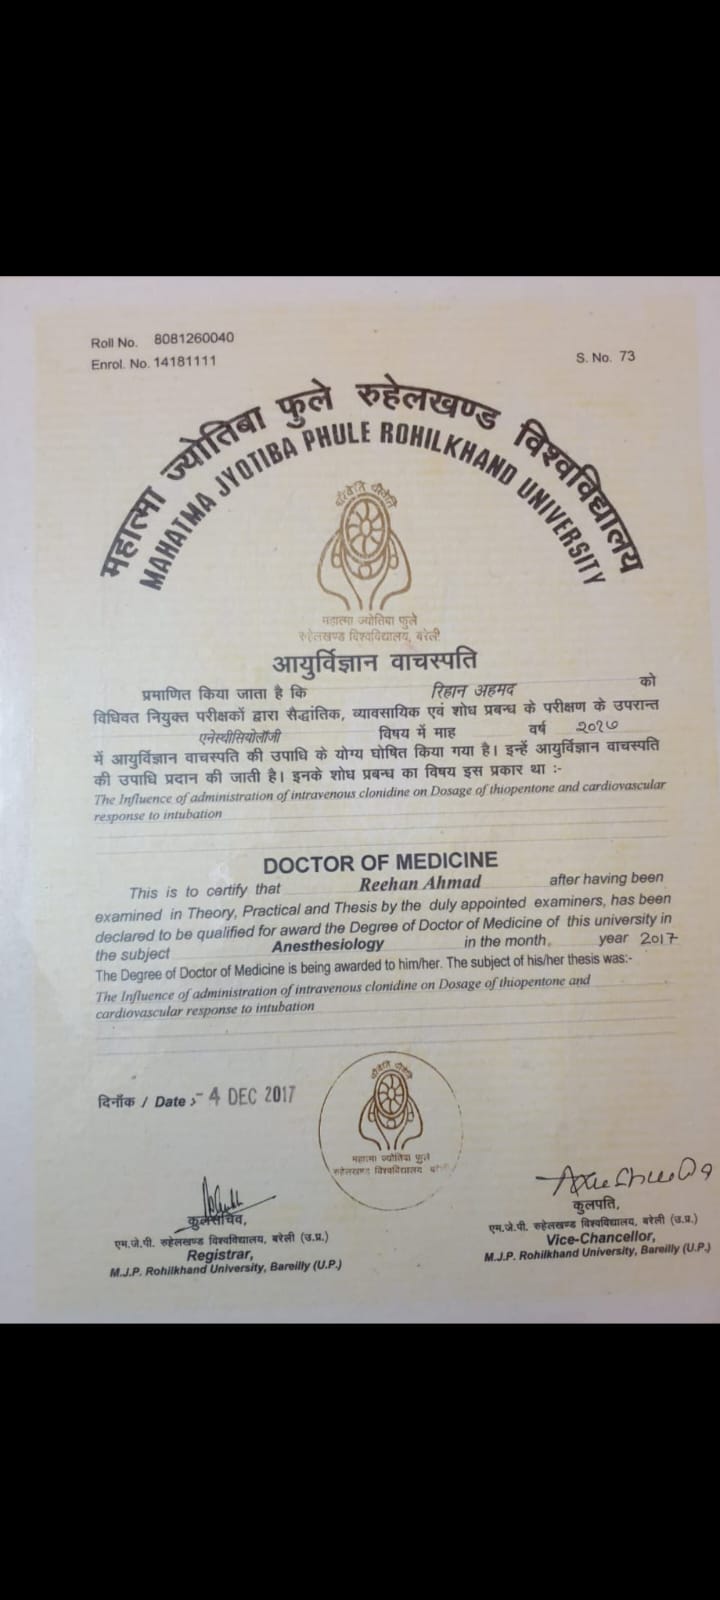 Roll No. 8081260040
Enrol. No. 14181111
S. No. 73
महात्मा ज्योतिबा फुले रुहेलखण्ड विश्वविद्यालय
MAHATMA JYOTIBA PHULE ROHILKHAND UNIVERSITY
चरैवेति चरैवेति
महात्मा ज्योतिबा फुले
रुहेलखण्ड विश्वविद्यालय, बरेली
आयुर्विज्ञान वाचस्पति
प्रमाणित किया जाता है कि रिहान अहमद को
विधिवत नियुक्त परीक्षकों द्वारा सैद्धांतिक, व्यावसायिक एवं शोध प्रबन्ध के परीक्षण के उपरान्त
एनेस्थीसियोलॉजी विषय में माह वर्ष २०१७
में आयुर्विज्ञान वाचस्पति की उपाधि के योग्य घोषित किया गया है। इन्हें आयुर्विज्ञान वाचस्पति
की उपाधि प्रदान की जाती है। इनके शोध प्रबन्ध का विषय इस प्रकार था :-
The Influence of administration of intravenous clonidine on Dosage of thiopentone and cardiovascular
response to intubation
DOCTOR OF MEDICINE
This is to certify that Reehan Ahmad after having been
examined in Theory, Practical and Thesis by the duly appointed examiners, has been
declared to be qualified for award the Degree of Doctor of Medicine of this university in
the subject Anesthesiology in the month. year 2017
The Degree of Doctor of Medicine is being awarded to him/her. The subject of his/her thesis was:-
The Influence of administration of intravenous clonidine on Dosage of thiopentone and
cardiovascular response to intubation
दिनाँक / Date :- 4 DEC 2017
चरैवेति चरैवेति
महात्मा ज्योतिबा फुले
रुहेलखण्ड विश्वविद्यालय बरेली
कुलसचिव,
एम.जे.पी. रुहेलखण्ड विश्वविद्यालय, बरेली (उ.प्र.)
Registrar,
M.J.P. Rohilkhand University, Bareilly (U.P.)
कुलपति,
एम.जे.पी. रुहेलखण्ड विश्वविद्यालय, बरेली (उ.प्र.)
Vice-Chancellor,
M.J.P. Rohilkhand University, Bareilly (U.P.)